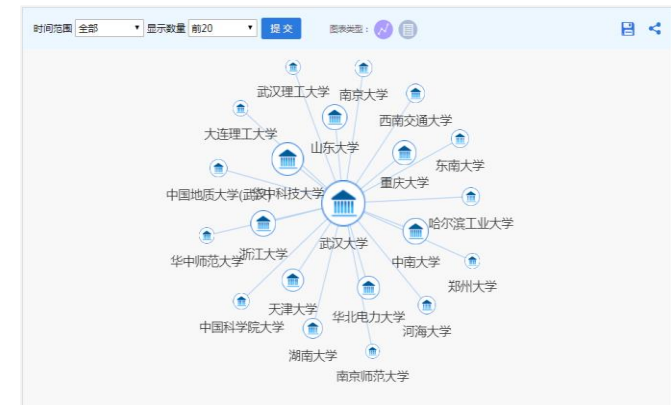 时间范围 全部 显示数量 前20 提交 图表类型：
武汉理工大学
南京大学
西南交通大学
大连理工大学
山东大学
东南大学
重庆大学
中国地质大学(武汉)
华中科技大学
哈尔滨工业大学
武汉大学
浙江大学
华中师范大学
中南大学
郑州大学
天津大学
华北电力大学
中国科学院大学
河海大学
湖南大学
南京师范大学